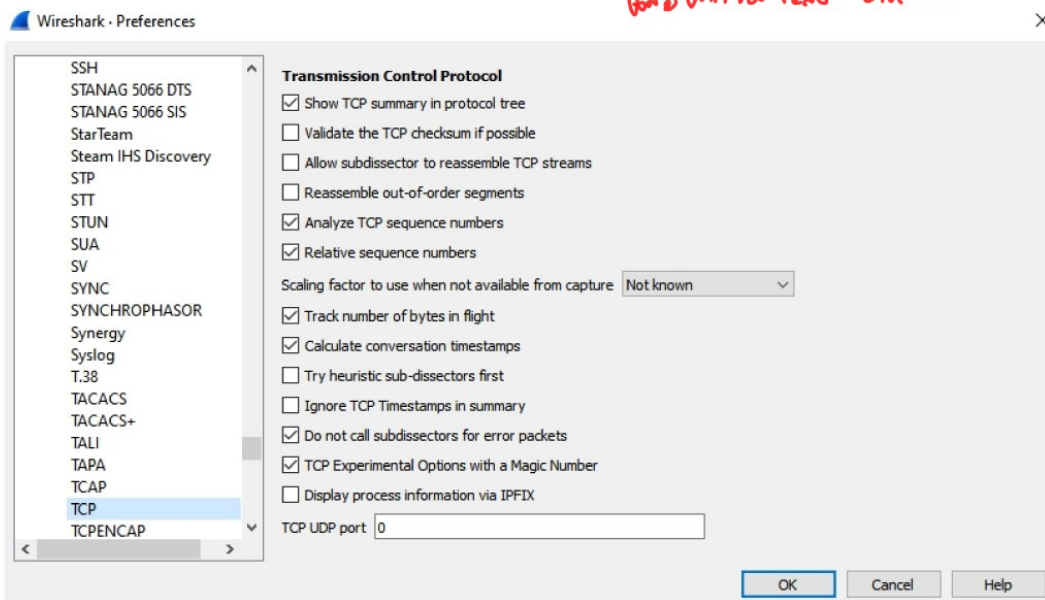 Wireshark · Preferences
SSH
STANAG 5066 DTS
STANAG 5066 SIS
StarTeam
Steam IHS Discovery
STP
STT
STUN
SUA
SV
SYNC
SYNCHROPHASOR
Synergy
Syslog
T.38
TACACS
TACACS+
TALI
TAPA
TCAP
TCP
TCPENCAP
Transmission Control Protocol
Show TCP summary in protocol tree
Validate the TCP checksum if possible
Allow subdissector to reassemble TCP streams
Reassemble out-of-order segments
Analyze TCP sequence numbers
Relative sequence numbers
Scaling factor to use when not available from capture Not known
Track number of bytes in flight
Calculate conversation timestamps
Try heuristic sub-dissectors first
Ignore TCP Timestamps in summary
Do not call subdissectors for error packets
TCP Experimental Options with a Magic Number
Display process information via IPFIX
TCP UDP port 0
OK Cancel Help